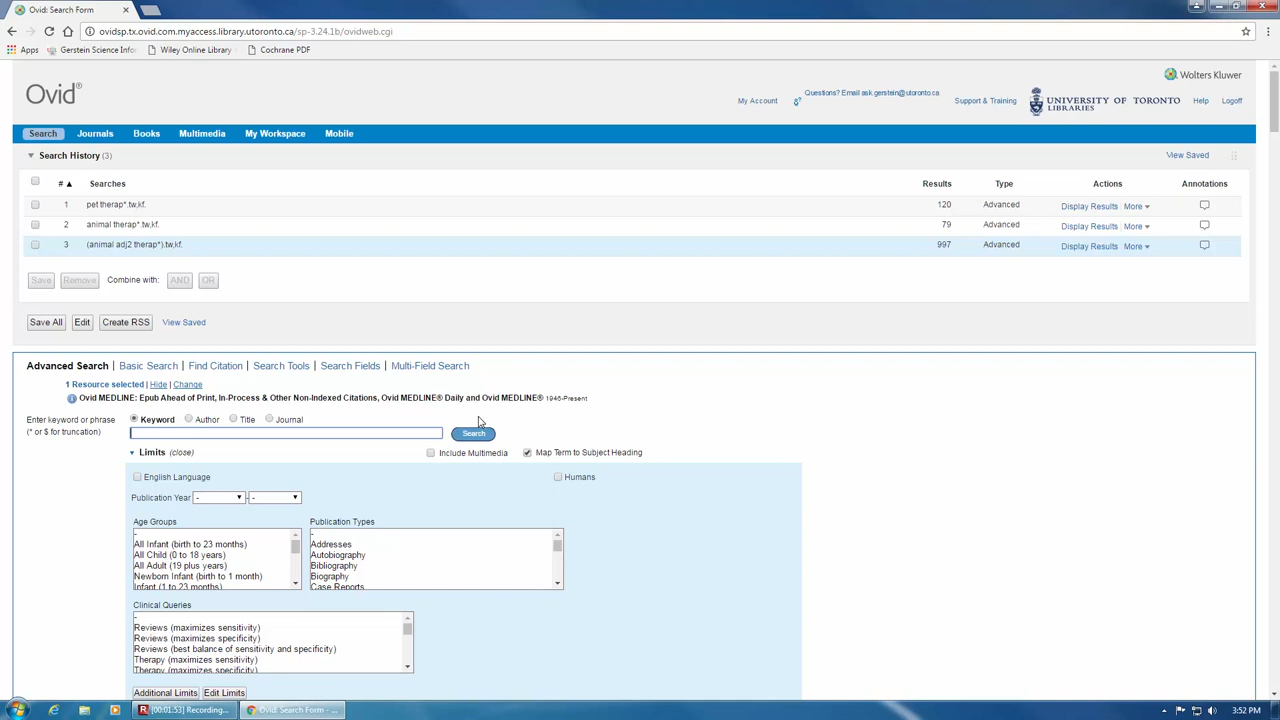 Ovid: Search Form
ovidsp.tx.ovid.com.myaccess.library.utoronto.ca/sp-3.24.1b/ovidweb.cgi
Apps Gerstein Science Info Wiley Online Library Cochrane PDF
Ovid®
Wolters Kluwer
My Account
Questions? Email ask.gerstein@utoronto.ca
Support & Training
UNIVERSITY OF TORONTO
LIBRARIES
Help Logoff
Search Journals Books Multimedia My Workspace Mobile
Search History (3) View Saved
# ▲ Searches Results Type Actions Annotations
1 pet therap*.tw,kf. 120 Advanced Display Results More
2 animal therap*.tw,kf. 79 Advanced Display Results More
3 (animal adj2 therap*).tw,kf. 997 Advanced Display Results More
Save Remove Combine with: AND OR
Save All Edit Create RSS View Saved
Advanced Search | Basic Search | Find Citation | Search Tools | Search Fields | Multi-Field Search
1 Resource selected | Hide | Change
Ovid MEDLINE: Epub Ahead of Print, In-Process & Other Non-Indexed Citations, Ovid MEDLINE® Daily and Ovid MEDLINE® 1946-Present
Enter keyword or phrase
(* or $ for truncation)
Keyword Author Title Journal
Search
Limits (close) Include Multimedia Map Term to Subject Heading
English Language Humans
Publication Year - - -
Age Groups
-
All Infant (birth to 23 months)
All Child (0 to 18 years)
All Adult (19 plus years)
Newborn Infant (birth to 1 month)
Infant (1 to 23 months)
Publication Types
-
Addresses
Autobiography
Bibliography
Biography
Case Reports
Clinical Queries
-
Reviews (maximizes sensitivity)
Reviews (maximizes specificity)
Reviews (best balance of sensitivity and specificity)
Therapy (maximizes sensitivity)
Therapy (maximizes specificity)
Additional Limits Edit Limits
[00:01:53] Recording... Ovid: Search Form - ... 3:52 PM